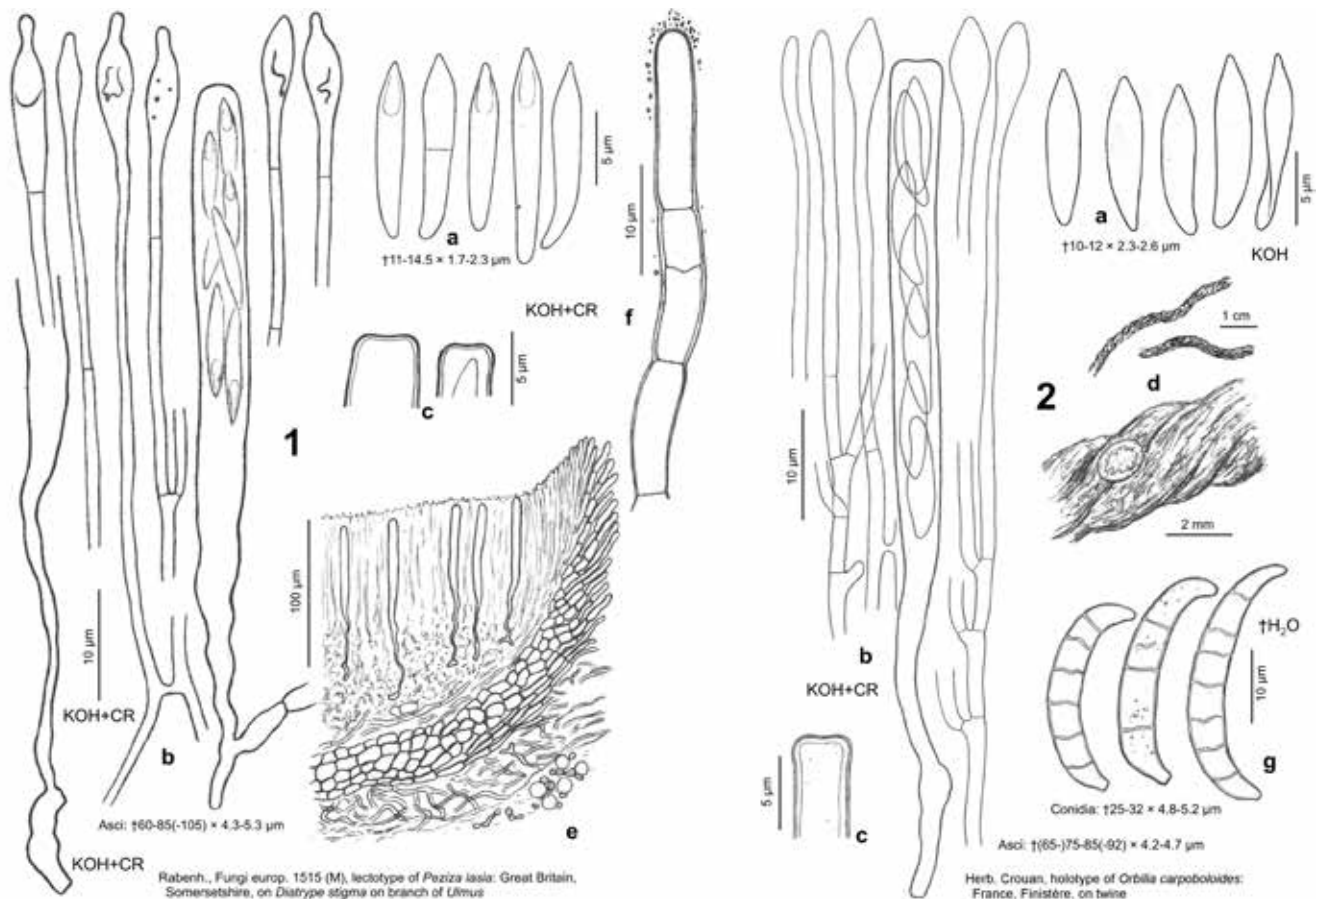 a
5 µm
†11-14.5 × 1.7-2.3 µm
KOH+CR
10 µm
f
5 µm
c
1
100 µm
10 µm
KOH+CR
b
Asci: †60-85(-105) × 4.3-5.3 µm
e
KOH+CR
Rabenh., Fungi europ. 1515 (M), lectotype of Peziza lasia: Great Britain,
Somersetshire, on Diatrype stigma on branch of Ulmus
a
5 µm
†10-12 × 2.3-2.6 µm
KOH
1 cm
2
d
10 µm
2 mm
b
KOH+CR
†H₂O
10 µm
g
5 µm
c
Conidia: †25-32 × 4.8-5.2 µm
Asci: †(65-)75-85(-92) × 4.2-4.7 µm
Herb. Crouan, holotype of Orbilia carpoboloides:
France, Finistère, on twine